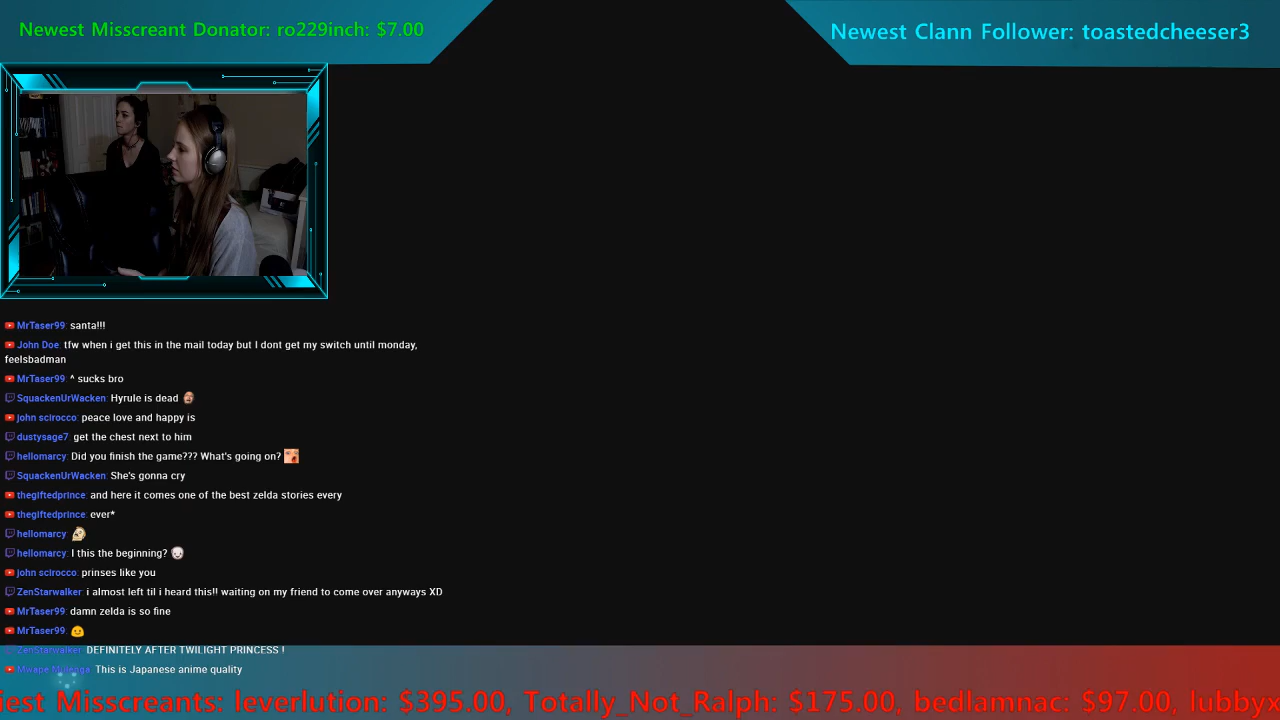 Newest Misscreant Donator: ro229inch: $7.00
Newest Clann Follower: toastedcheeser3
MrTaser99: santa!!!
John Doe: tfw when i get this in the mail today but I dont get my switch until monday,
feelsbadman
MrTaser99: ^ sucks bro
SquackenUrWacken: Hyrule is dead
john scirocco: peace love and happy is
dustysage7: get the chest next to him
hellomarcy: Did you finish the game??? What's going on?
SquackenUrWacken: She's gonna cry
thegiftedprince: and here it comes one of the best zelda stories every
thegiftedprince: ever*
hellomarcy:
hellomarcy: I this the beginning?
john scirocco: prinses like you
ZenStarwalker: i almost left til i heard this!! waiting on my friend to come over anyways XD
MrTaser99: damn zelda is so fine
MrTaser99:
ZenStarwalker: DEFINITELY AFTER TWILIGHT PRINCESS !
Mwape Mulenga: This is Japanese anime quality
iest Misscreants: leverlution: $395.00, Totally_Not_Ralph: $175.00, bedlamnac: $97.00, lubbyx